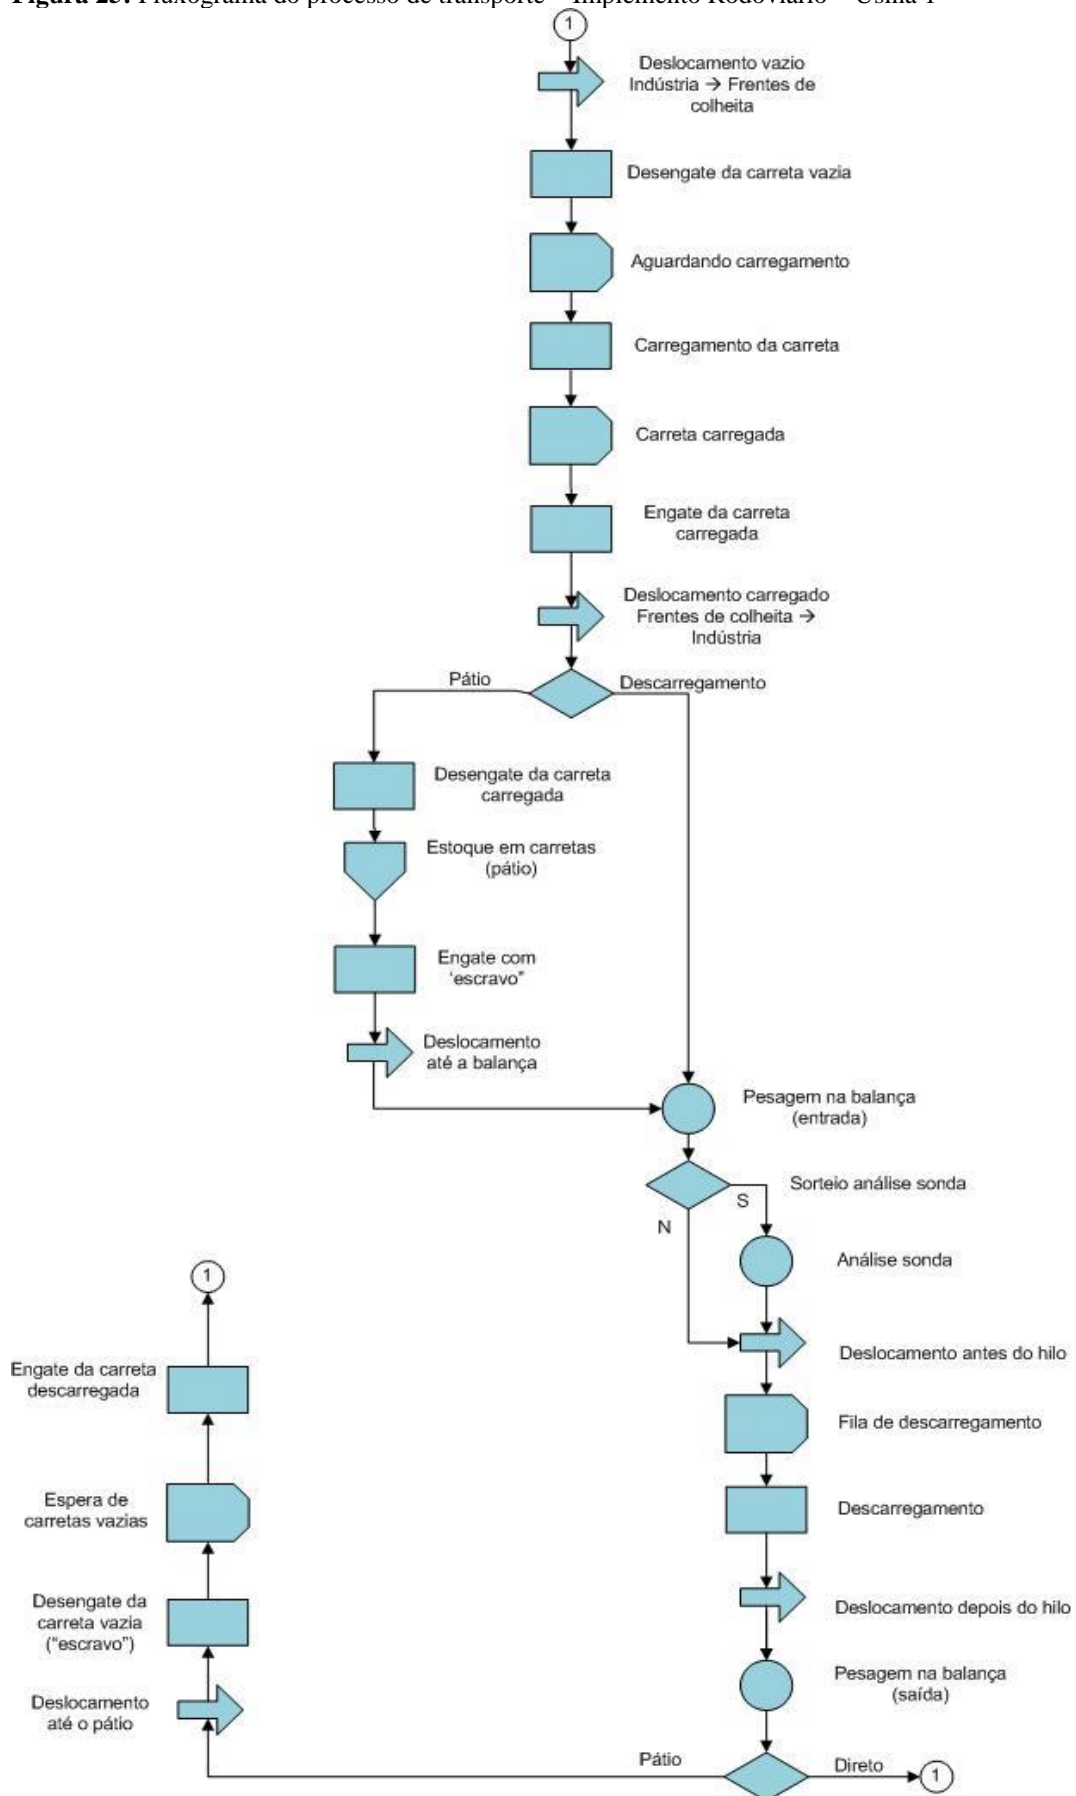 Figura 25: Fluxograma do processo de transporte – Implemento Rodoviário – Usina 1
1
Deslocamento vazio
Indústria → Frentes de
colheita
Desengate da carreta vazia
Aguardando carregamento
Carregamento da carreta
Carreta carregada
Engate da carreta
carregada
Deslocamento carregado
Frentes de colheita →
Indústria
Pátio
Descarregamento
Desengate da carreta
carregada
Estoque em carretas
(pátio)
Engate com
‘escravo”
Deslocamento
até a balança
Pesagem na balança
(entrada)
Sorteio análise sonda
S
N
Análise sonda
Deslocamento antes do hilo
Fila de descarregamento
Descarregamento
Deslocamento depois do hilo
Pesagem na balança
(saída)
Pátio
Direto
1
Deslocamento
até o pátio
Desengate da
carreta vazia
(“escravo”)
Espera de
carretas vazias
Engate da carreta
descarregada
1